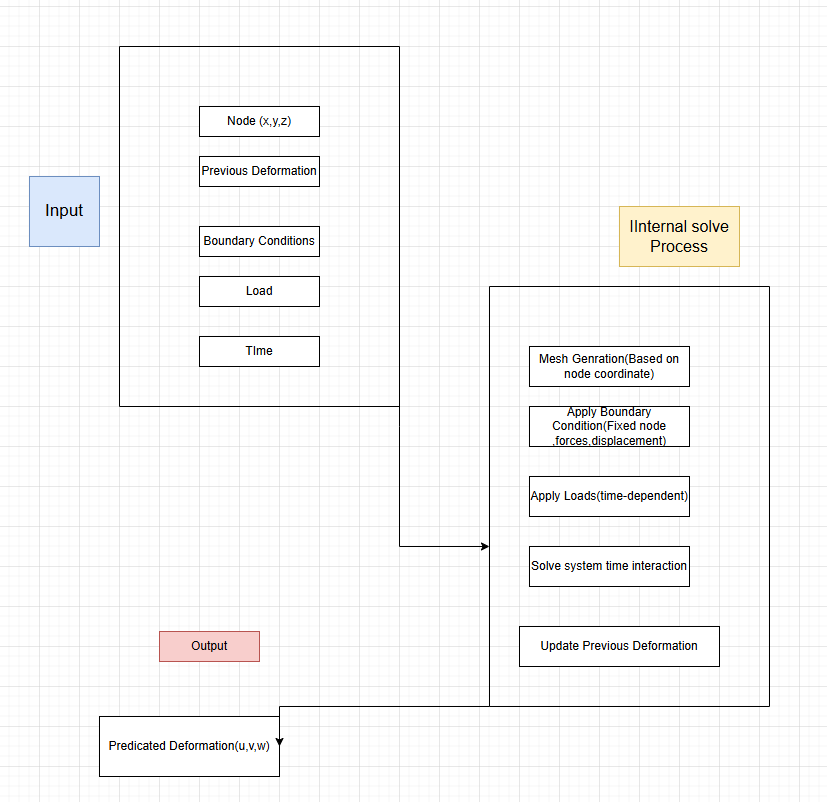 Node (x,y,z)
Previous Deformation
Input
Boundary Conditions
Load
TIme
IInternal solve
Process
Mesh Genration(Based on
node coordinate)
Apply Boundary
Condition(Fixed node
,forces,displacement)
Apply Loads(time-dependent)
Solve system time interaction
Update Previous Deformation
Output
Predicated Deformation(u,v,w)